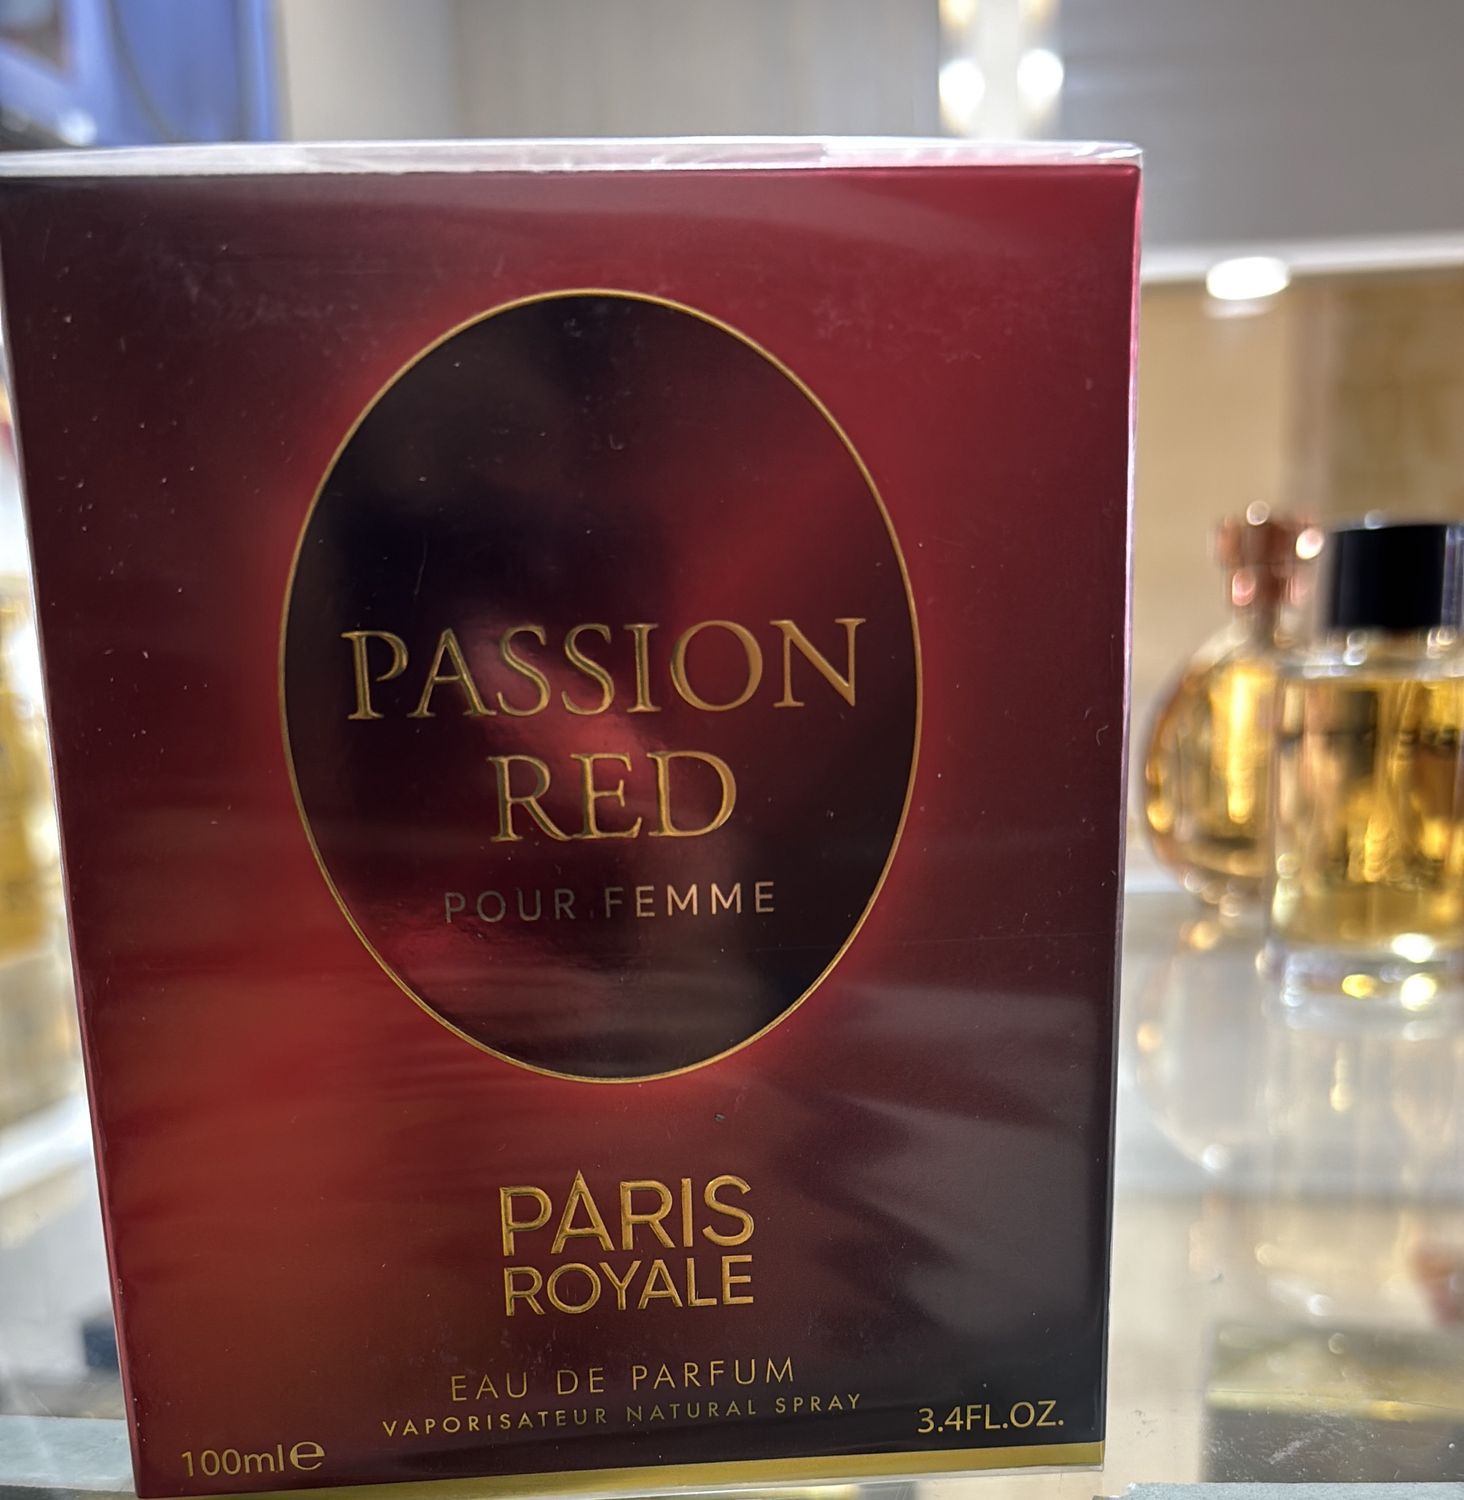 PASSION
RED
POUR FEMME
PARIS
ROYALE
EAU DE PARFUM
VAPORISATEUR NATURAL SPRAY
100ml℮
3.4FL.OZ.